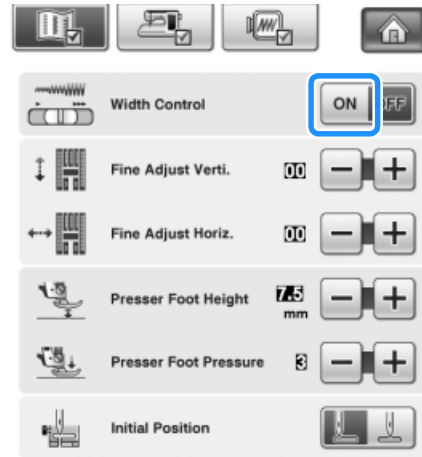 Width Control ON OFF
Fine Adjust Verti. 00 − +
Fine Adjust Horiz. 00 − +
Presser Foot Height 7.5 − +
mm
Presser Foot Pressure 3 − +
Initial Position